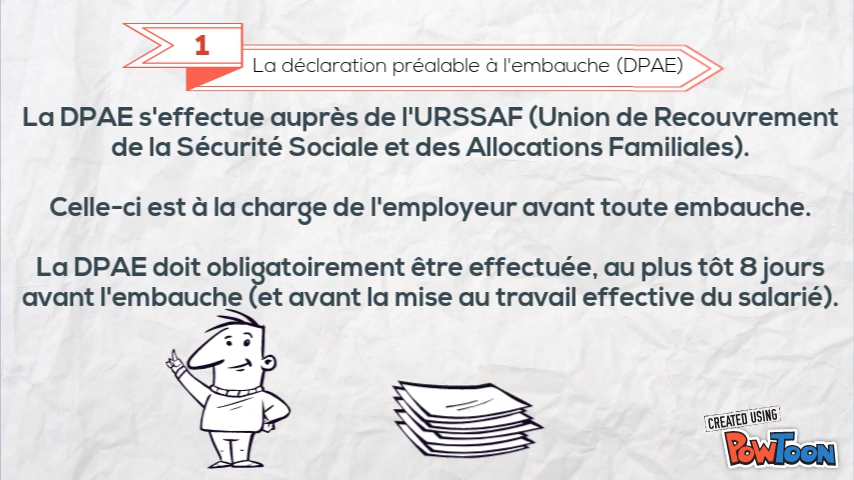 1
La déclaration préalable à l'embauche (DPAE)
La DPAE s'effectue auprès de l'URSSAF (Union de Recouvrement
de la Sécurité Sociale et des Allocations Familiales).
Celle-ci est à la charge de l'employeur avant toute embauche.
La DPAE doit obligatoirement être effectuée, au plus tôt 8 jours
avant l'embauche (et avant la mise au travail effective du salarié).
CREATED USING
POWTOON